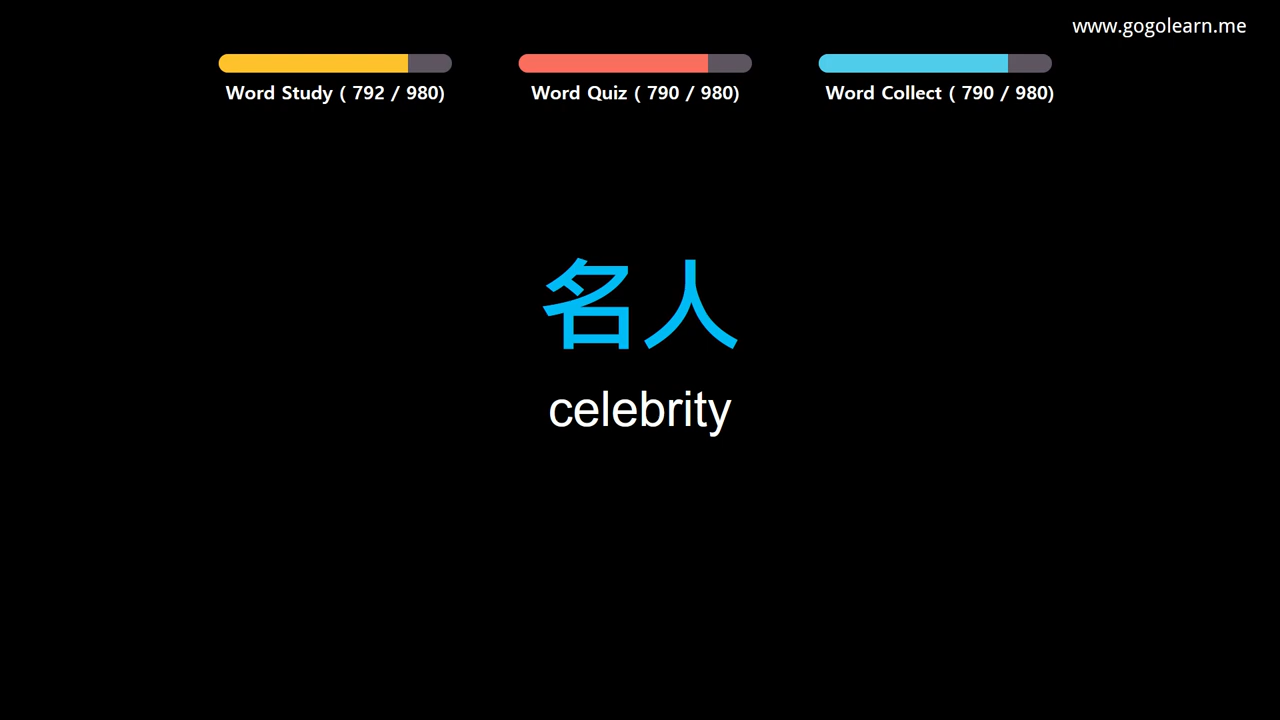 www.gogolearn.me
Word Study ( 792 / 980)
Word Quiz ( 790 / 980)
Word Collect ( 790 / 980)
名人
celebrity